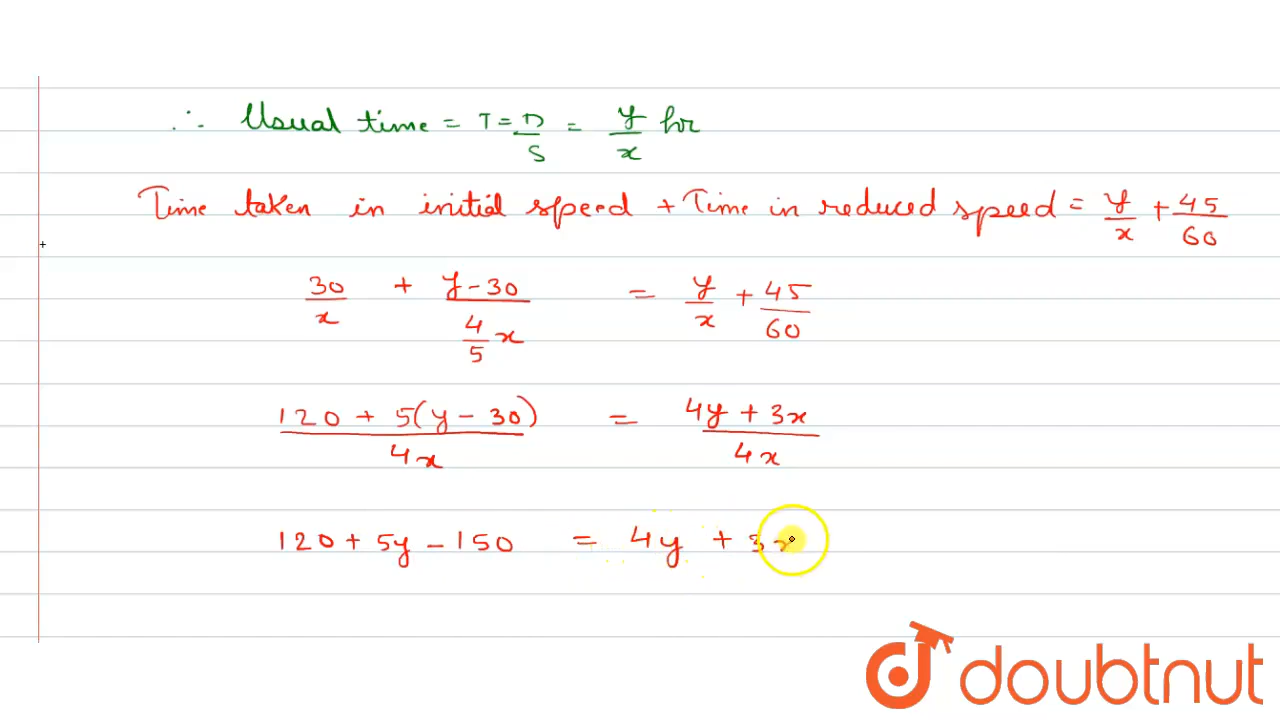 ∴ Usual time = T = D/S = y/x hr
Time taken in initial speed + Time in reduced speed = y/x + 45/60
30/x + (y - 30)/(4/5 x) = y/x + 45/60
(120 + 5(y - 30))/4x = (4y + 3x)/4x
120 + 5y - 150 = 4y + 3x
doubtnut